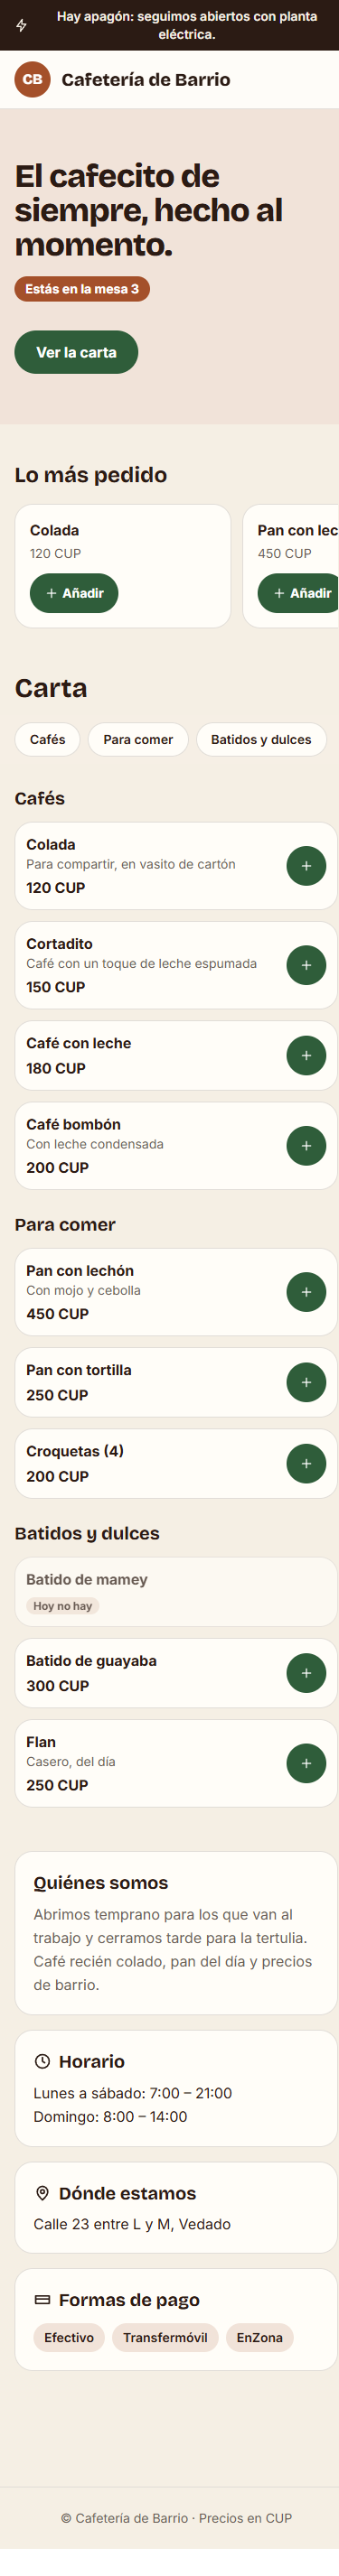 Hay apagón: seguimos abiertos con planta
eléctrica.
CB
Cafetería de Barrio
El cafecito de
siempre, hecho al
momento.
Estás en la mesa 3
Ver la carta
Lo más pedido
Colada
120 CUP
+ Añadir
Pan con lec
450 CUP
+ Añadir
Carta
Cafés
Para comer
Batidos y dulces
Cafés
Colada
Para compartir, en vasito de cartón
120 CUP
+
Cortadito
Café con un toque de leche espumada
150 CUP
+
Café con leche
180 CUP
+
Café bombón
Con leche condensada
200 CUP
+
Para comer
Pan con lechón
Con mojo y cebolla
450 CUP
+
Pan con tortilla
250 CUP
+
Croquetas (4)
200 CUP
+
Batidos y dulces
Batido de mamey
Hoy no hay
Batido de guayaba
300 CUP
+
Flan
Casero, del día
250 CUP
+
Quiénes somos
Abrimos temprano para los que van al
trabajo y cerramos tarde para la tertulia.
Café recién colado, pan del día y precios
de barrio.
Horario
Lunes a sábado: 7:00 – 21:00
Domingo: 8:00 – 14:00
Dónde estamos
Calle 23 entre L y M, Vedado
Formas de pago
Efectivo
Transfermóvil
EnZona
© Cafetería de Barrio · Precios en CUP